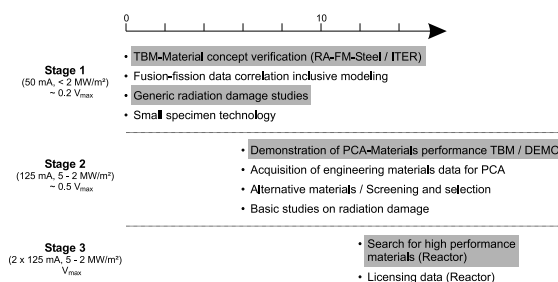 0 10
Stage 1
(50 mA, < 2 MW/m²)
~ 0.2 Vmax
• TBM-Material concept verification (RA-FM-Steel / ITER)
• Fusion-fission data correlation inclusive modeling
• Generic radiation damage studies
• Small specimen technology
Stage 2
(125 mA, 5 - 2 MW/m²)
~ 0.5 Vmax
• Demonstration of PCA-Materials performance TBM / DEMO
• Acquisition of engineering materials data for PCA
• Alternative materials / Screening and selection
• Basic studies on radiation damage
Stage 3
(2 x 125 mA, 5 - 2 MW/m²)
Vmax
• Search for high performance
materials (Reactor)
• Licensing data (Reactor)